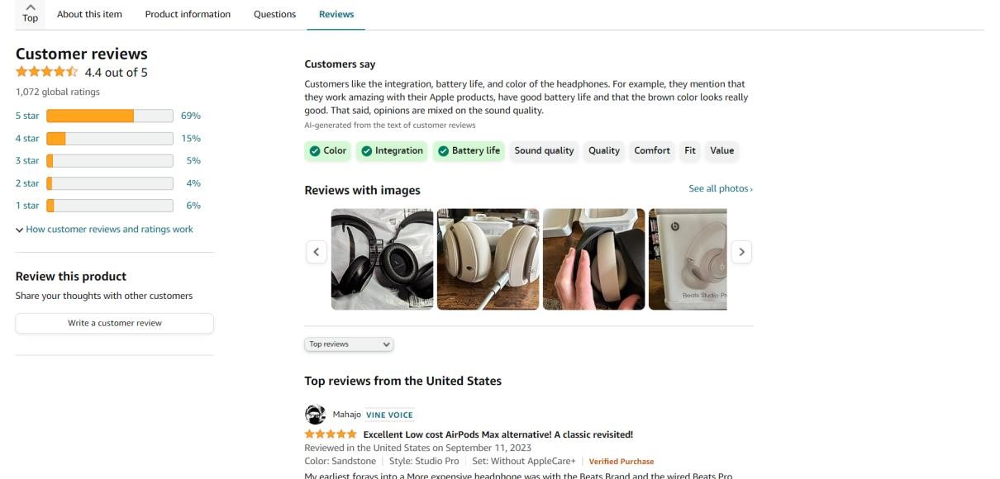 Top
About this item
Product information
Questions
Reviews
Customer reviews
4.4 out of 5
1,072 global ratings
5 star 69%
4 star 15%
3 star 5%
2 star 4%
1 star 6%
How customer reviews and ratings work
Review this product
Share your thoughts with other customers
Write a customer review
Customers say
Customers like the integration, battery life, and color of the headphones. For example, they mention that
they work amazing with their Apple products, have good battery life and that the brown color looks really
good. That said, opinions are mixed on the sound quality.
AI-generated from the text of customer reviews
Color
Integration
Battery life
Sound quality
Quality
Comfort
Fit
Value
Reviews with images
See all photos ›
Beats Studio Pr
Top reviews
Top reviews from the United States
Mahajo VINE VOICE
Excellent Low cost AirPods Max alternative! A classic revisited!
Reviewed in the United States on September 11, 2023
Color: Sandstone | Style: Studio Pro | Set: Without AppleCare+ | Verified Purchase
My earliest forays into a More expensive headphone was with the Beats Brand and the wired Beats Pro